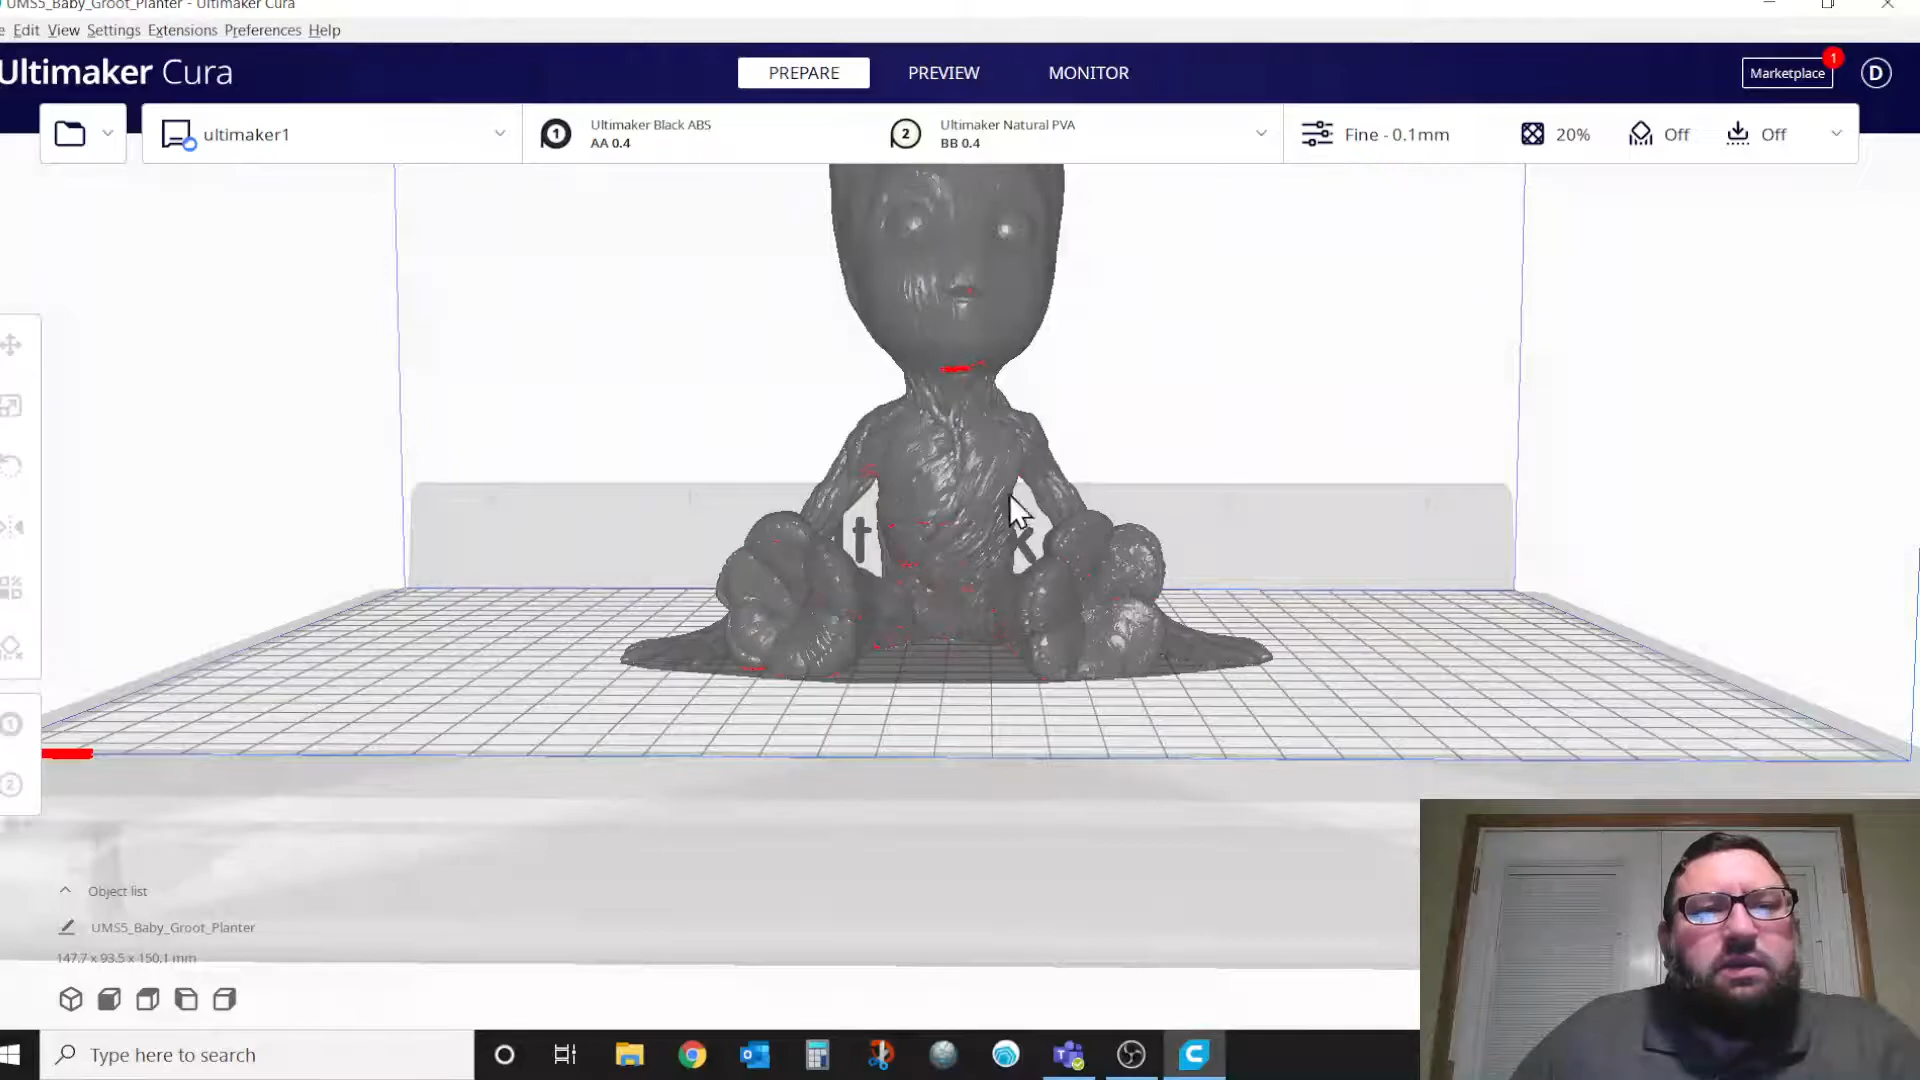 UMS5_Baby_Groot_Planter - Ultimaker Cura
Edit View Settings Extensions Preferences Help
Ultimaker Cura
PREPARE
PREVIEW
MONITOR
Marketplace
1
D
ultimaker1
1
Ultimaker Black ABS
AA 0.4
2
Ultimaker Natural PVA
BB 0.4
Fine - 0.1mm
20%
Off
Off
t
k
1
2
Object list
UMS5_Baby_Groot_Planter
147.7 x 93.5 x 150.1 mm
Type here to search